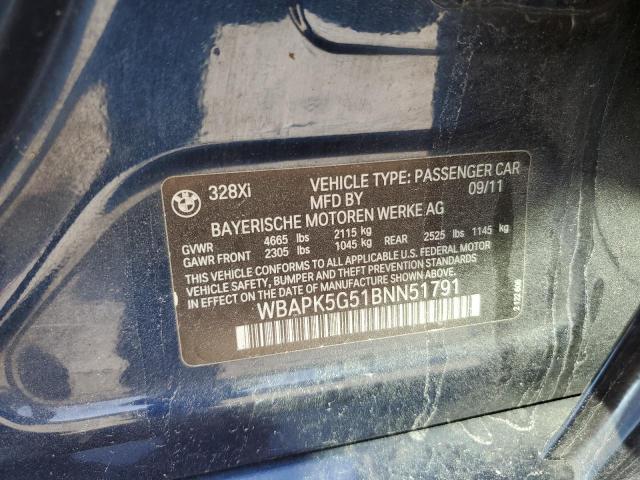 BMW
328Xi VEHICLE TYPE: PASSENGER CAR
MFD BY 09/11
BAYERISCHE MOTOREN WERKE AG
GVWR 4665 lbs 2115 kg
GAWR FRONT 2305 lbs 1045 kg REAR 2525 lbs 1145 kg
THIS VEHICLE CONFORMS TO ALL APPLICABLE U.S. FEDERAL MOTOR
VEHICLE SAFETY, BUMPER AND THEFT PREVENTION STANDARDS
IN EFFECT ON THE DATE OF MANUFACTURE SHOWN ABOVE.
WBAPK5G51BNN51791